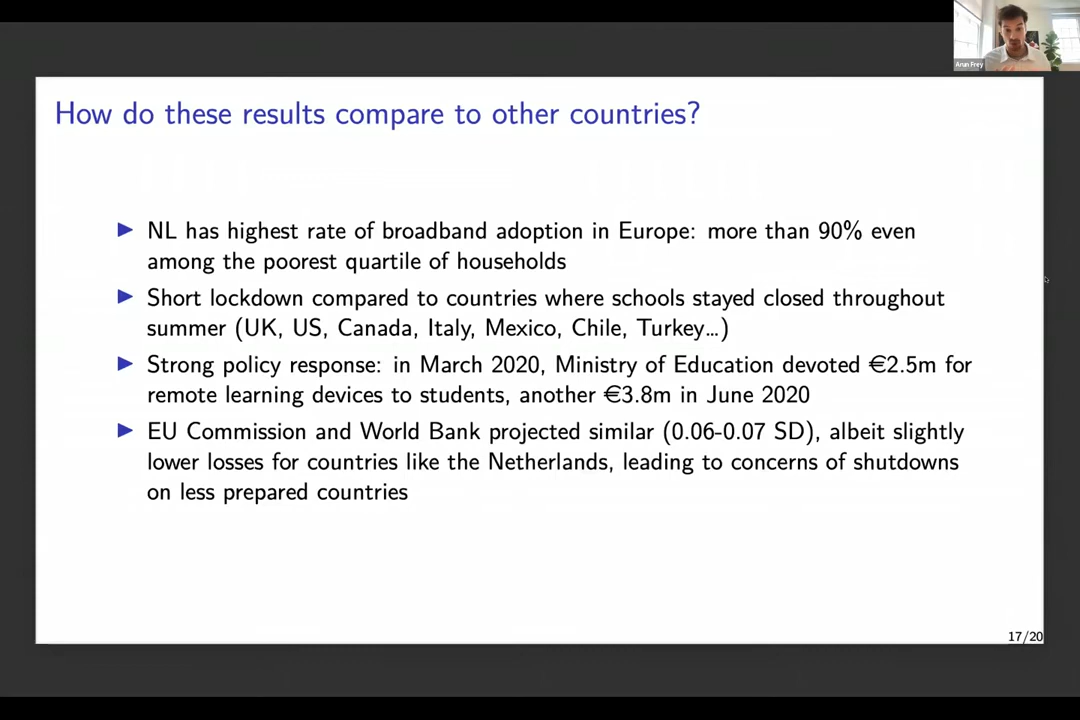 Arun Frey
How do these results compare to other countries?
▶ NL has highest rate of broadband adoption in Europe: more than 90% even
among the poorest quartile of households
▶ Short lockdown compared to countries where schools stayed closed throughout
summer (UK, US, Canada, Italy, Mexico, Chile, Turkey...)
▶ Strong policy response: in March 2020, Ministry of Education devoted €2.5m for
remote learning devices to students, another €3.8m in June 2020
▶ EU Commission and World Bank projected similar (0.06-0.07 SD), albeit slightly
lower losses for countries like the Netherlands, leading to concerns of shutdowns
on less prepared countries
17/20